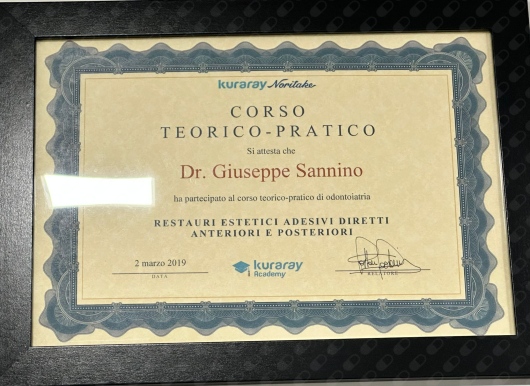 kuraray Noritake
CORSO
TEORICO-PRATICO
Si attesta che
Dr. Giuseppe Sannino
ha partecipato al corso teorico-pratico di odontoiatria
RESTAURI ESTETICI ADESIVI DIRETTI
ANTERIORI E POSTERIORI
2 marzo 2019
DATA
kuraray
Academy
RELATORE